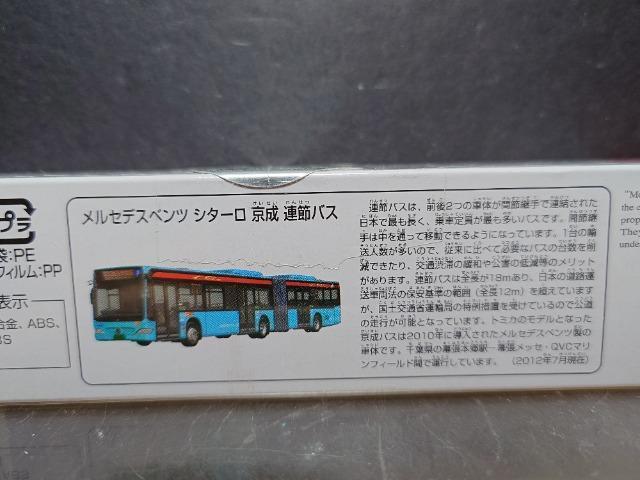 プラ
袋:PE
フィルム:PP
表示
合金、ABS、
BS
メルセデスベンツ シターロ 京成 連節バス
連節バスは、前後2つの車体が関節継手で連結された
日本で最も長く、乗車定員が最も多いバスです。関節継
手は中を通って移動できるようになっています。1台の輸
送人数が多いので、従来に比べて必要なバスの台数を削
減できたり、交通渋滞の緩和や公害の低減等のメリット
があります。連節バスは全長が18mあり、日本の道路運
送車両法の保安基準の範囲(全長12m)を超えています
が、国土交通省運輸局の特例措置を受けているので公道
の走行が可能となっています。トミカのモデルとなった
京成バスは2010年に導入されたメルセデスベンツ製の
車体です。千葉県の幕張本郷駅―幕張メッセ・QVCマリ
ンフィールド間で運行しています。 (2012年7月現在)
the
They
unde